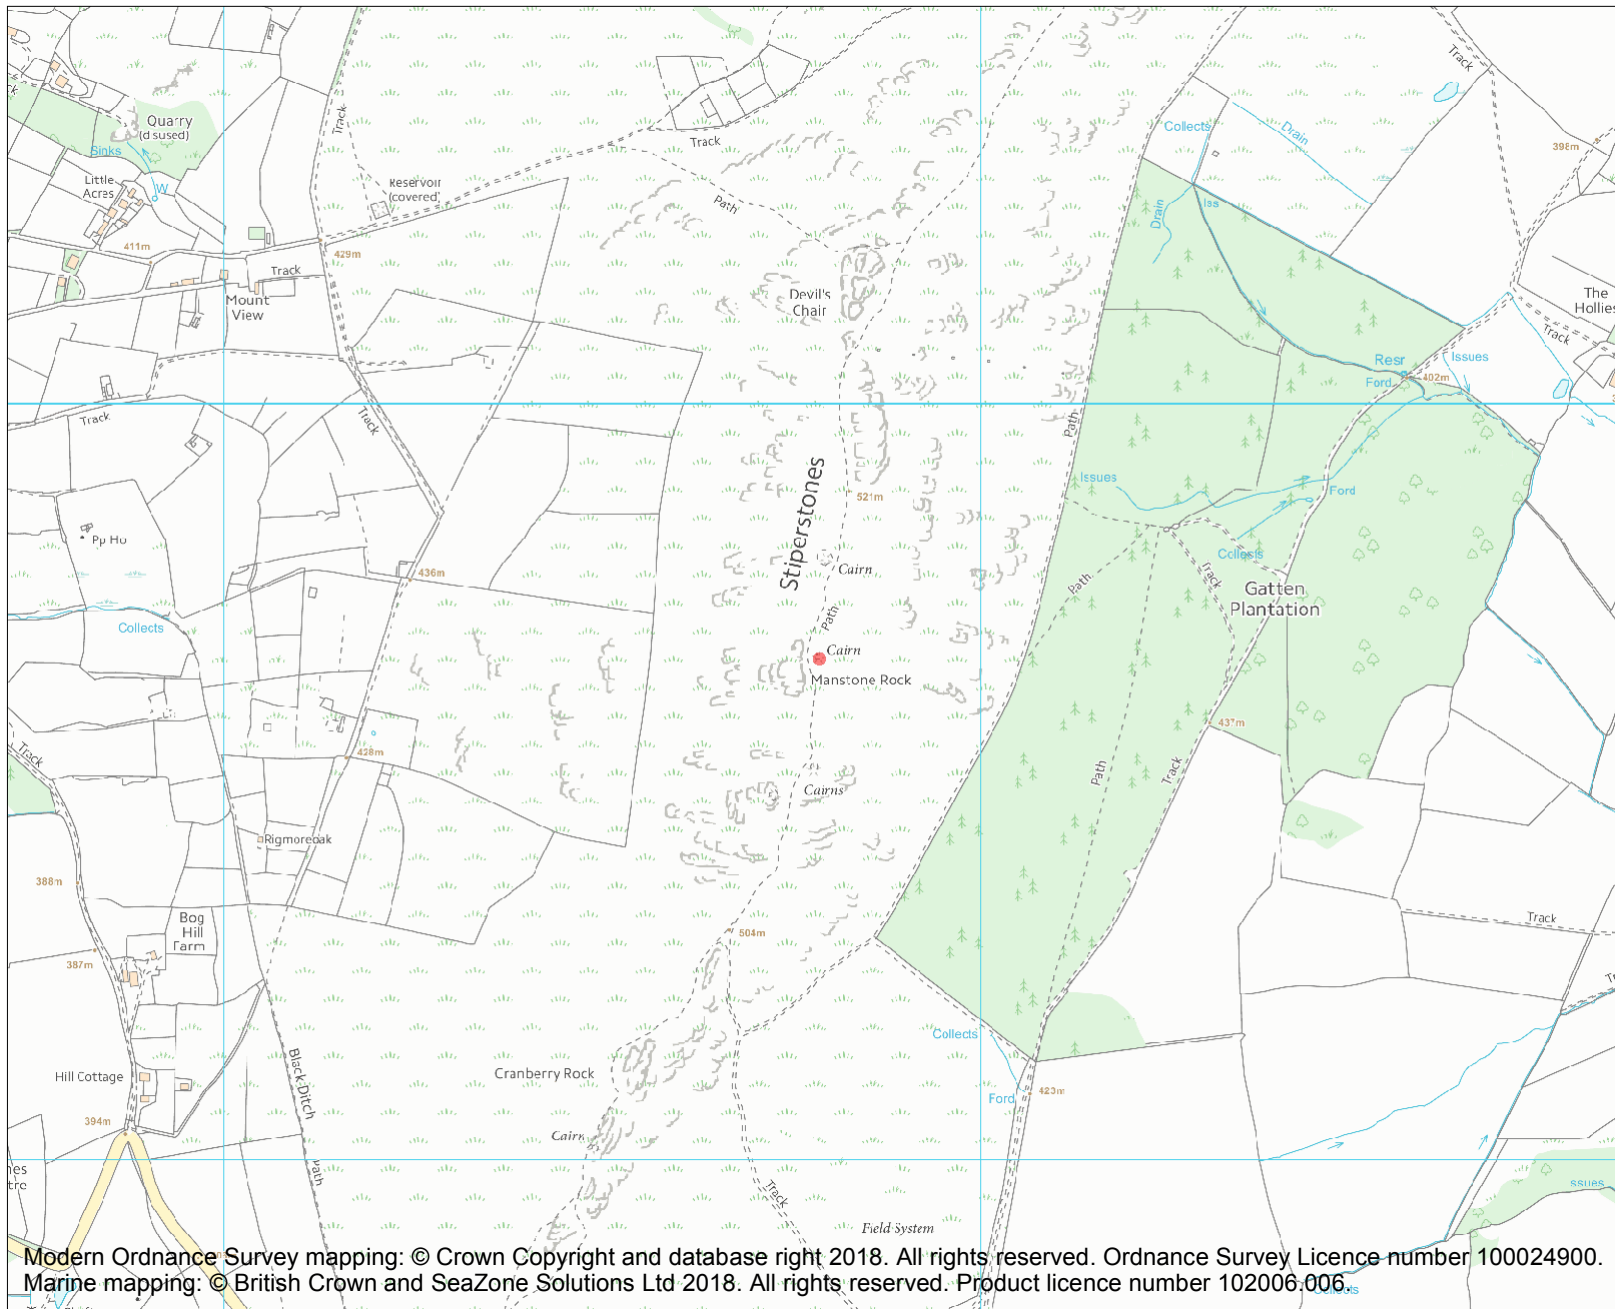 Track
Quarry
(disused)
Sinks
Little
Acres
W
Track
Reservoir
(covered)
Track
Path
Collects
Drain
Drain
Iss
Track
398m
411m
429m
Track
Mount
View
Devil's
Chair
The
Hollies
Track
Resr
Ford
402m
Issues
Track
Track
Path
Stiperstones
521m
Issues
Ford
Pp Ho
436m
Cairn
Collects
Track
Path
Gatten
Plantation
Collects
Path
Cairn
Manstone Rock
437m
Track
428m
Path
Track
Cairns
Rigmoreoak
388m
Bog
Hill
Farm
387m
504m
Track
Collects
Hill Cottage
Black Ditch
Cranberry Rock
Ford
423m
394m
Cairn
Path
Track
ssues
Field System
Modern Ordnance Survey mapping: © Crown Copyright and database right 2018. All rights reserved. Ordnance Survey Licence number 100024900.
Marine mapping: © British Crown and SeaZone Solutions Ltd 2018. All rights reserved. Product licence number 102006.006.
Collects